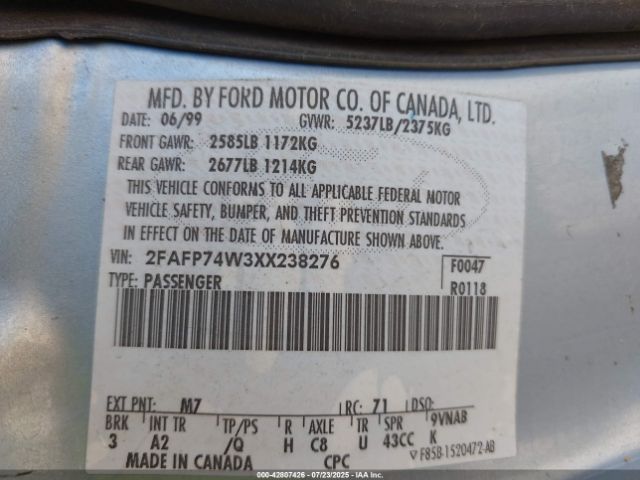 MFD. BY FORD MOTOR CO. OF CANADA, LTD.
DATE: 06/99 GVWR: 5237LB/2375KG
FRONT GAWR: 2585LB 1172KG
REAR GAWR: 2677LB 1214KG
THIS VEHICLE CONFORMS TO ALL APPLICABLE FEDERAL MOTOR
VEHICLE SAFETY, BUMPER, AND THEFT PREVENTION STANDARDS
IN EFFECT ON THE DATE OF MANUFACTURE SHOWN ABOVE.
VIN: 2FAFP74W3XX238276 F0047
TYPE: PASSENGER R0118
EXT PNT: M7 RC: 71 DSO:
BRK INT TR TP/PS R AXLE TR SPR 9VNAB
3 A2 /Q H C8 U 43CC K
MADE IN CANADA CPC ▽F85B-1520472-AB
000-42807426 - 07/23/2025 - IAAI.COM